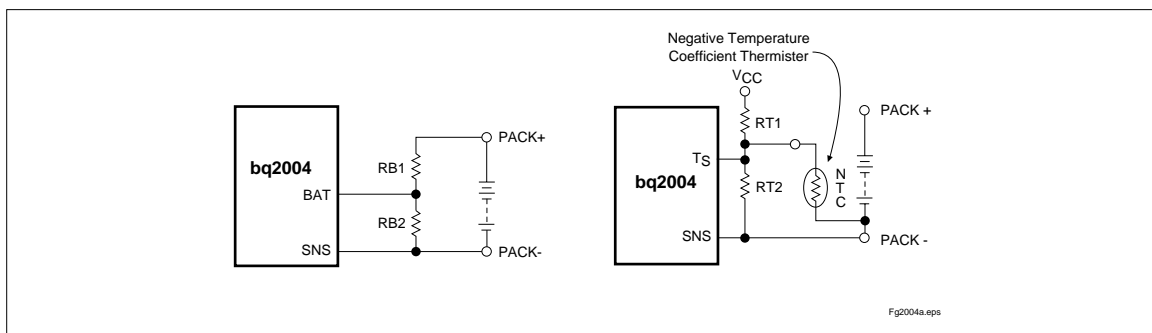 bq2004
BAT
SNS
RB1
RB2
PACK+
PACK-
Negative Temperature
Coefficient Thermister
VCC
bq2004
TS
SNS
RT1
RT2
N
T
C
PACK +
PACK -
Fg2004a.eps